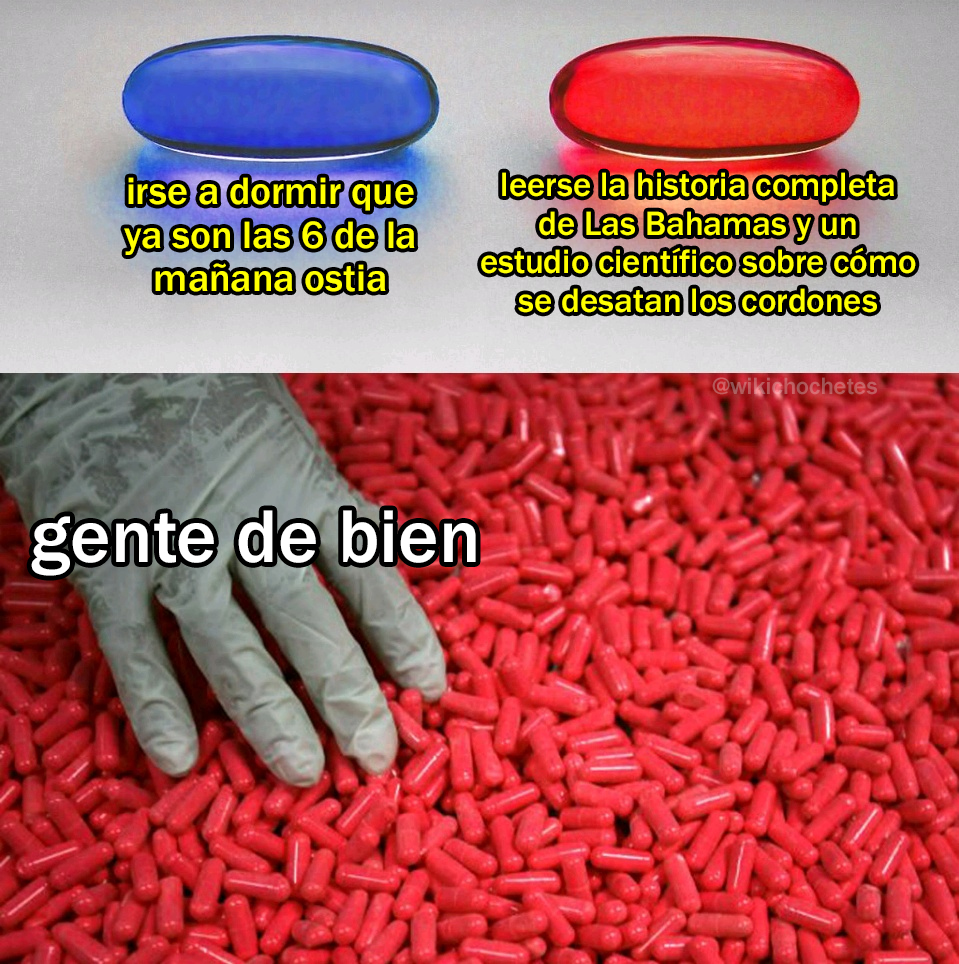 irse a dormir que
ya son las 6 de la
mañana ostia
leerse la historia completa
de Las Bahamas y un
estudio científico sobre cómo
se desatan los cordones
@wikichochetes
gente de bien